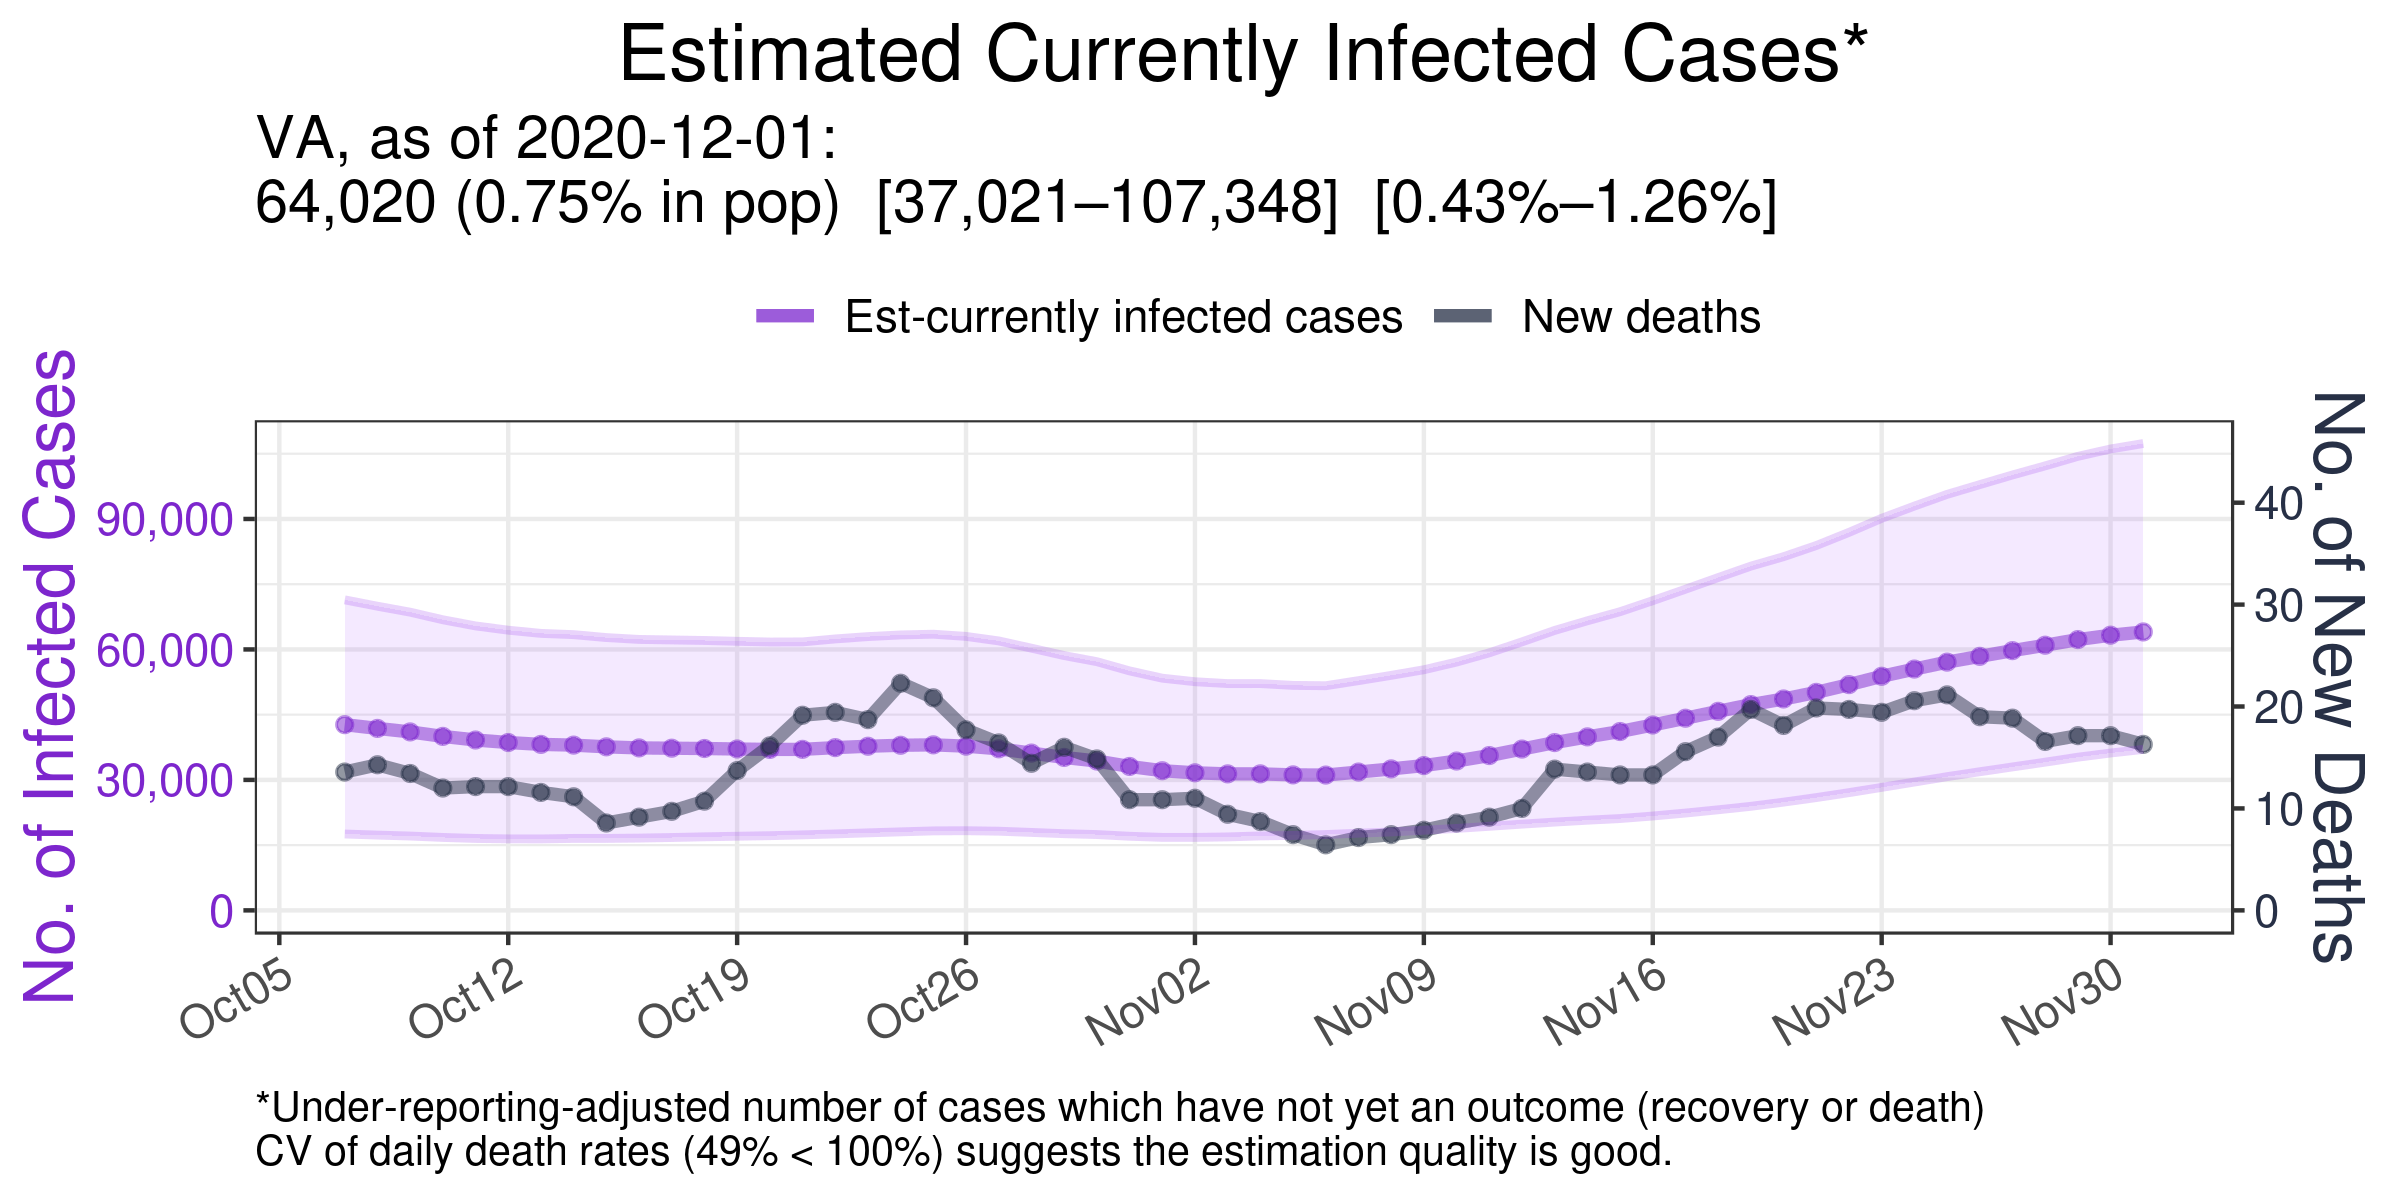 Estimated Currently Infected Cases*
VA, as of 2020-12-01:
64,020 (0.75% in pop)  [37,021–107,348]  [0.43%–1.26%]
Est-currently infected cases
New deaths
No. of Infected Cases
90,000
60,000
30,000
0
No. of New Deaths
40
30
20
10
0
Oct05
Oct12
Oct19
Oct26
Nov02
Nov09
Nov16
Nov23
Nov30
*Under-reporting-adjusted number of cases which have not yet an outcome (recovery or death)
CV of daily death rates (49% < 100%) suggests the estimation quality is good.